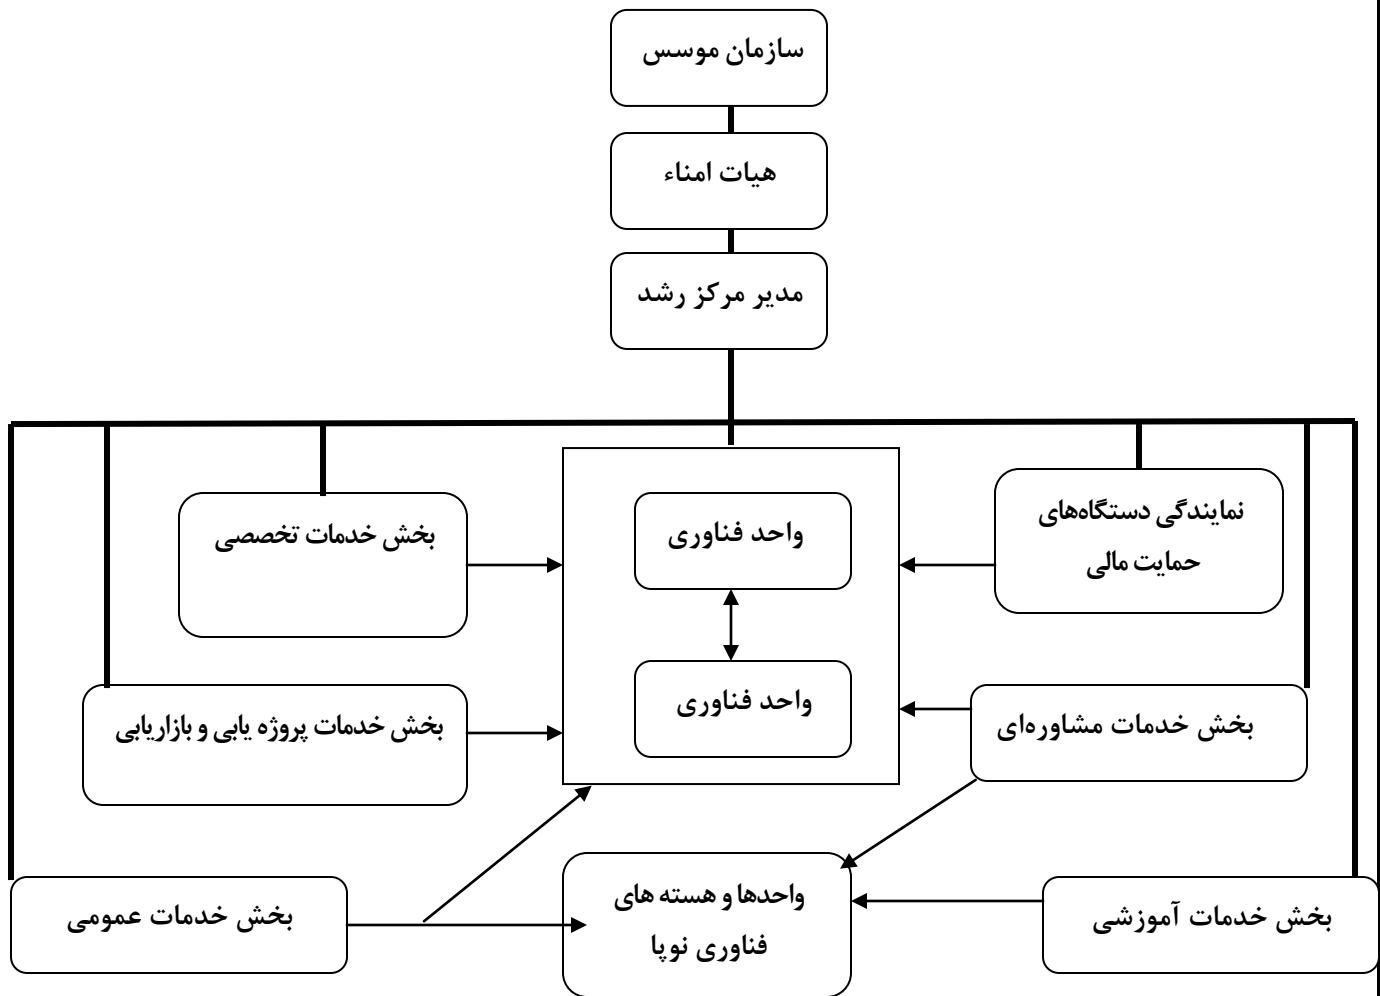 سازمان موسس
هیات امناء
مدیر مرکز رشد
نمایندگی دستگاه‌های
حمایت مالی
واحد فناوری
بخش خدمات تخصصی
بخش خدمات مشاوره‌ای
واحد فناوری
بخش خدمات پروژه یابی و بازاریابی
بخش خدمات آموزشی
واحدها و هسته های
فناوری نوپا
بخش خدمات عمومی